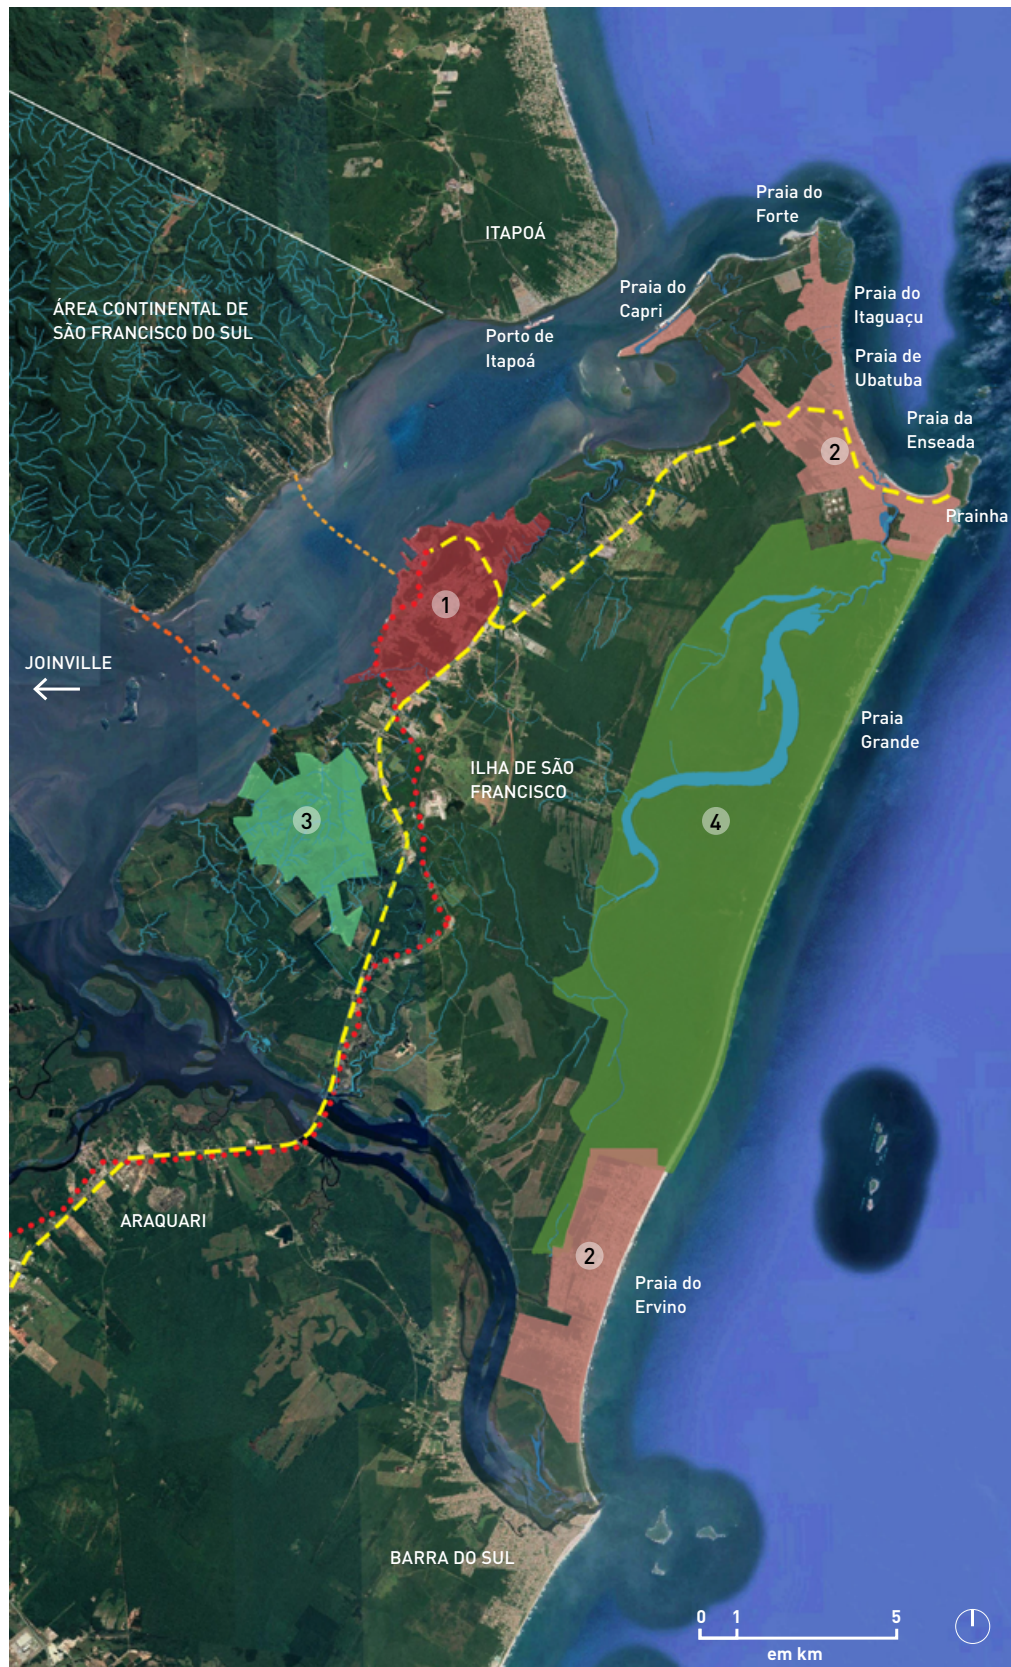 Praia do
Forte
ITAPOÁ
Praia do
Capri
Praia do
Itaguaçu
ÁREA CONTINENTAL DE
SÃO FRANCISCO DO SUL
Porto de
Itapoá
Praia de
Ubatuba
Praia da
Enseada
2
Prainha
1
JOINVILLE
Praia
Grande
ILHA DE SÃO
FRANCISCO
3
4
ARAQUARI
2
Praia do
Ervino
BARRA DO SUL
0 1 5
em km